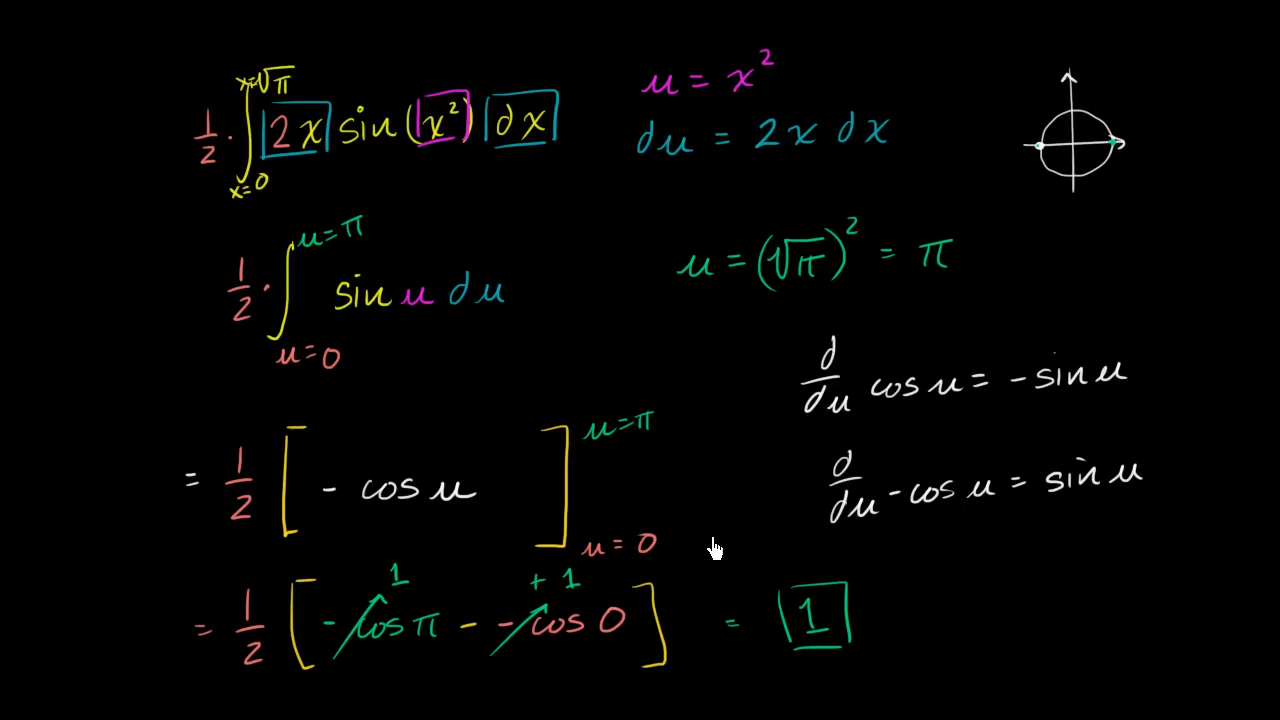 1/2 · ∫_{x=0}^{x=√π} 2x sin(x²) dx
u = x²
du = 2x dx
1/2 · ∫_{u=0}^{u=π} sin u du
u = (√π)² = π
d/du cos u = - sin u
= 1/2 [ - cos u ]_{u=0}^{u=π}
d/du - cos u = sin u
1 + 1
= 1/2 [ - cos π - - cos 0 ] = 1